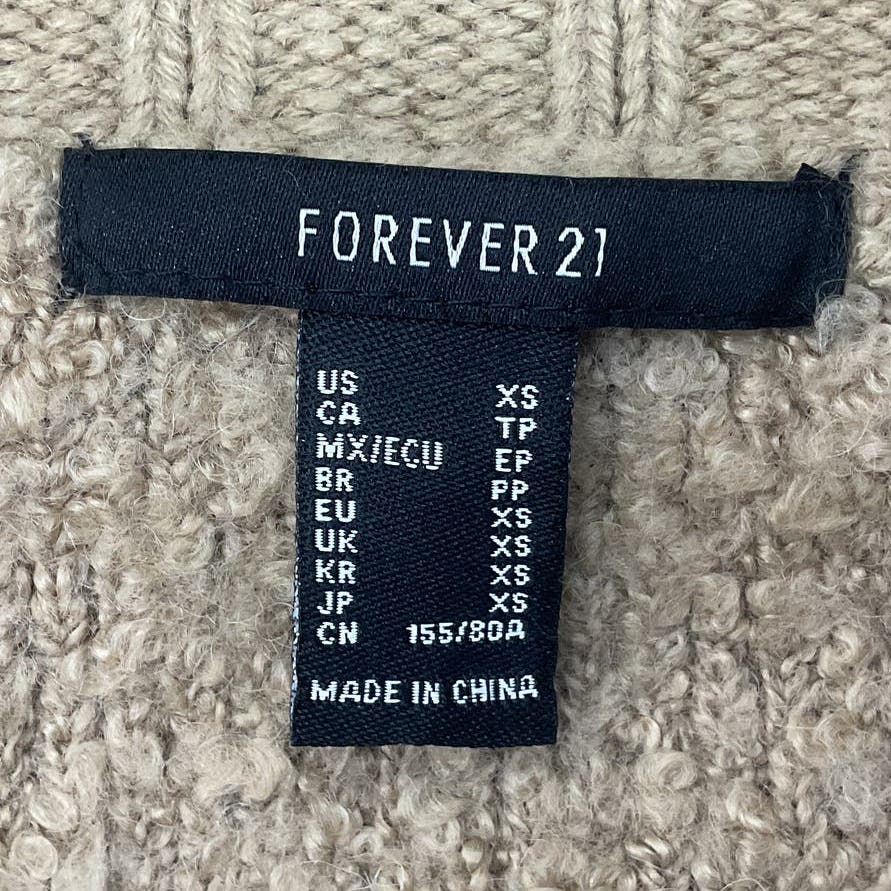 FOREVER 21
US XS
CA TP
MX/ECU EP
BR PP
EU XS
UK XS
KR XS
JP XS
CN 155/80A
MADE IN CHINA